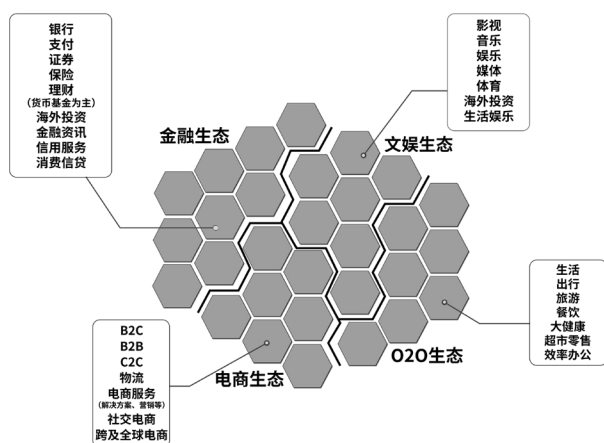 银行
支付
证券
保险
理财
(货币基金为主)
海外投资
金融资讯
信用服务
消费信贷
影视
音乐
娱乐
媒体
体育
海外投资
生活娱乐
金融生态
文娱生态
生活
出行
旅游
餐饮
大健康
超市零售
效率办公
B2C
B2B
C2C
物流
电商服务
(解决方案、营销等)
社交电商
跨及全球电商
电商生态
O2O生态